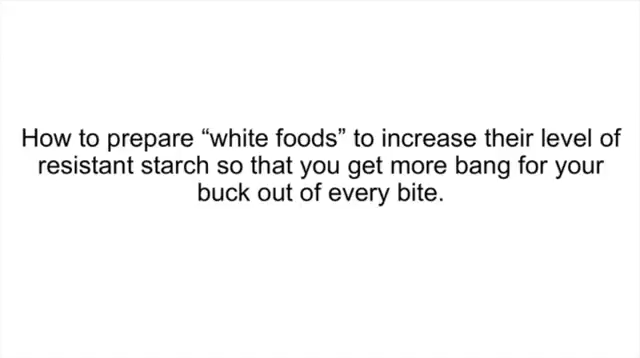 How to prepare “white foods” to increase their level of
resistant starch so that you get more bang for your
buck out of every bite.